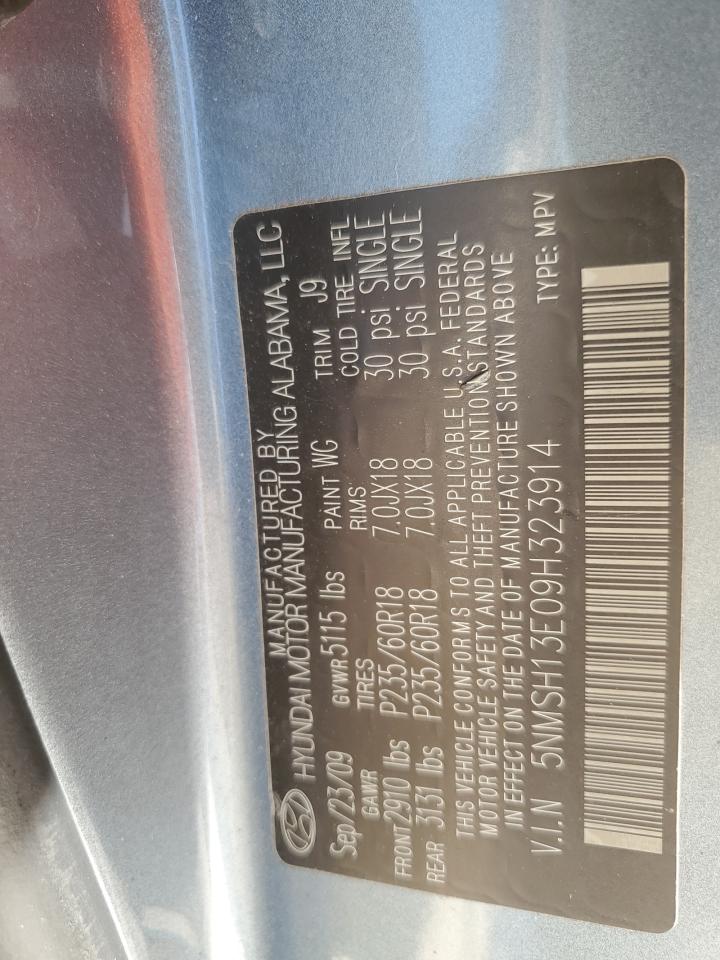 MANUFACTURED BY
HYUNDAI MOTOR MANUFACTURING ALABAMA, LLC
Sep/23/09 GVWR 5115 lbs PAINT WG TRIM J9
GAWR TIRES RIMS COLD TIRE INFL
FRONT 2910 lbs P235/60R18 7.0JX18 30 psi SINGLE
REAR 3131 lbs P235/60R18 7.0JX18 30 psi SINGLE
THIS VEHICLE CONFORMS TO ALL APPLICABLE U.S.A. FEDERAL
MOTOR VEHICLE SAFETY AND THEFT PREVENTION STANDARDS
IN EFFECT ON THE DATE OF MANUFACTURE SHOWN ABOVE
V.I.N 5NMSH13E09H323914 TYPE: MPV